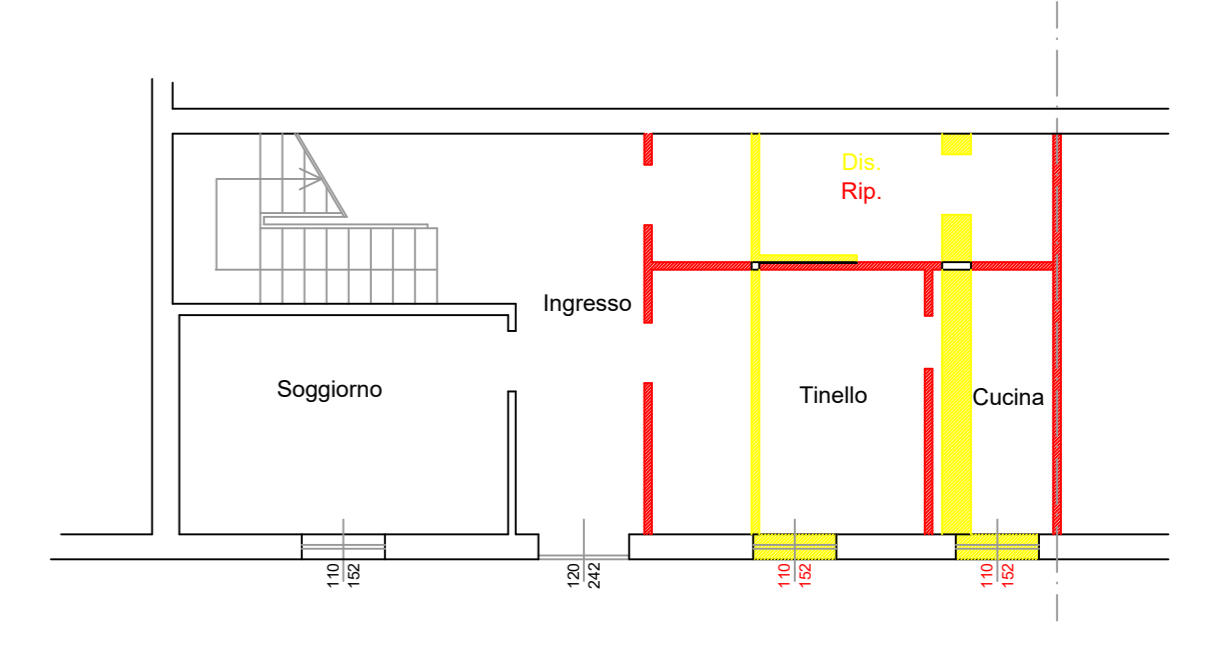 Dis.
Rip.
Ingresso
Soggiorno
Tinello
Cucina
110
152
120
242
110
152
110
152